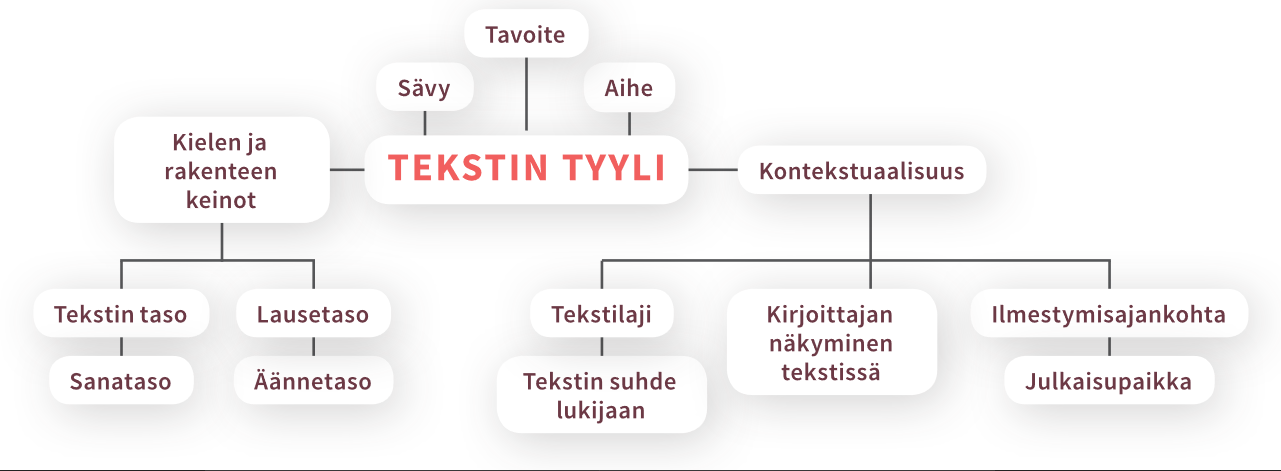 Tavoite
Sävy
Aihe
Kielen ja
rakenteen
keinot
TEKSTIN TYYLI
Kontekstuaalisuus
Tekstin taso
Lausetaso
Sanataso
Äännetaso
Tekstilaji
Tekstin suhde
lukijaan
Kirjoittajan
näkyminen
tekstissä
Ilmestymisajankohta
Julkaisupaikka